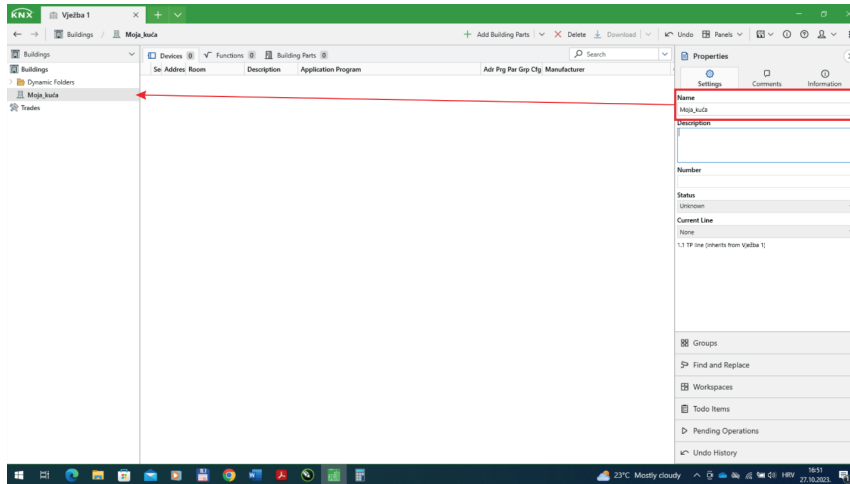 KNX Vježba 1
Buildings / Moja_kuća Add Building Parts Delete Download Undo Panels
Buildings Devices 0 Functions 0 Building Parts 0 Search Properties
Buildings Se Addres Room Description Application Program Adr Prg Par Grp Cfg Manufacturer
Dynamic Folders
Moja_kuća
Trades
Settings Comments Information
Name
Moja_kuća
Description
Number
Status
Unknown
Current Line
None
1.1 TP line (inherits from Vježba 1)
Groups
Find and Replace
Workspaces
Todo Items
Pending Operations
Undo History
23°C Mostly cloudy HRV 16:51
27.10.2023.